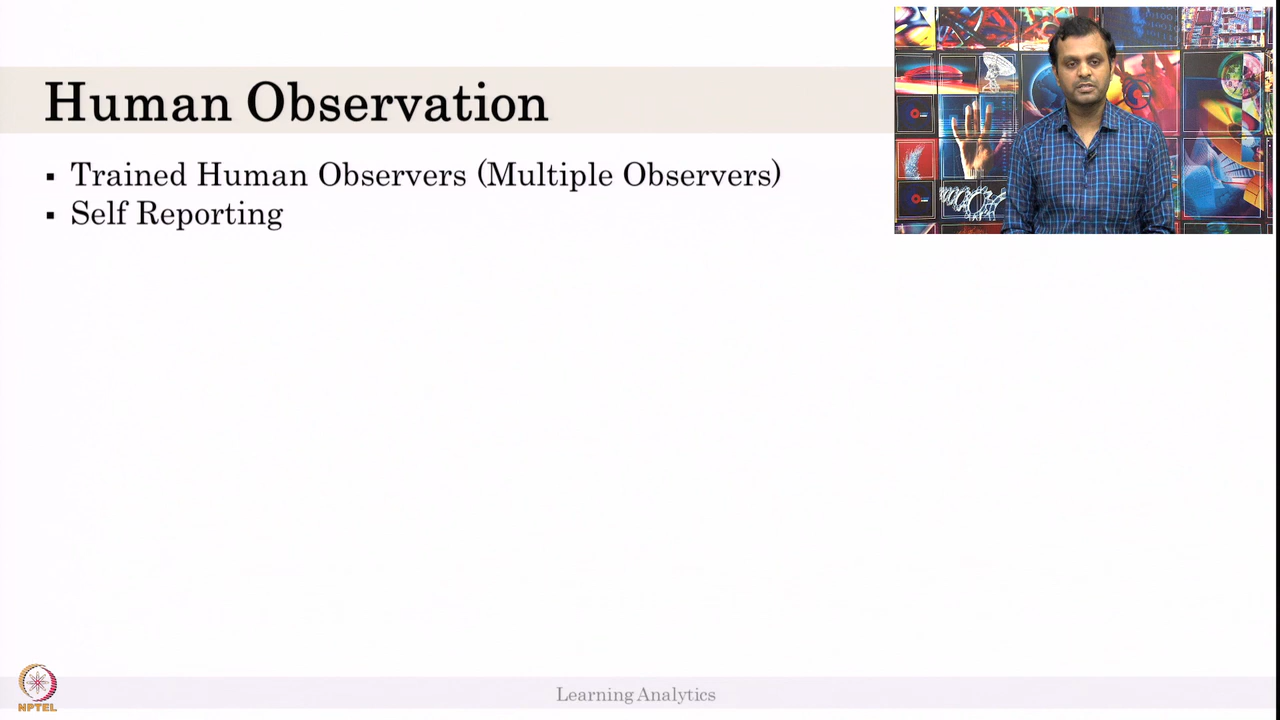 Human Observation
▪ Trained Human Observers (Multiple Observers)
▪ Self Reporting
Learning Analytics
NPTEL